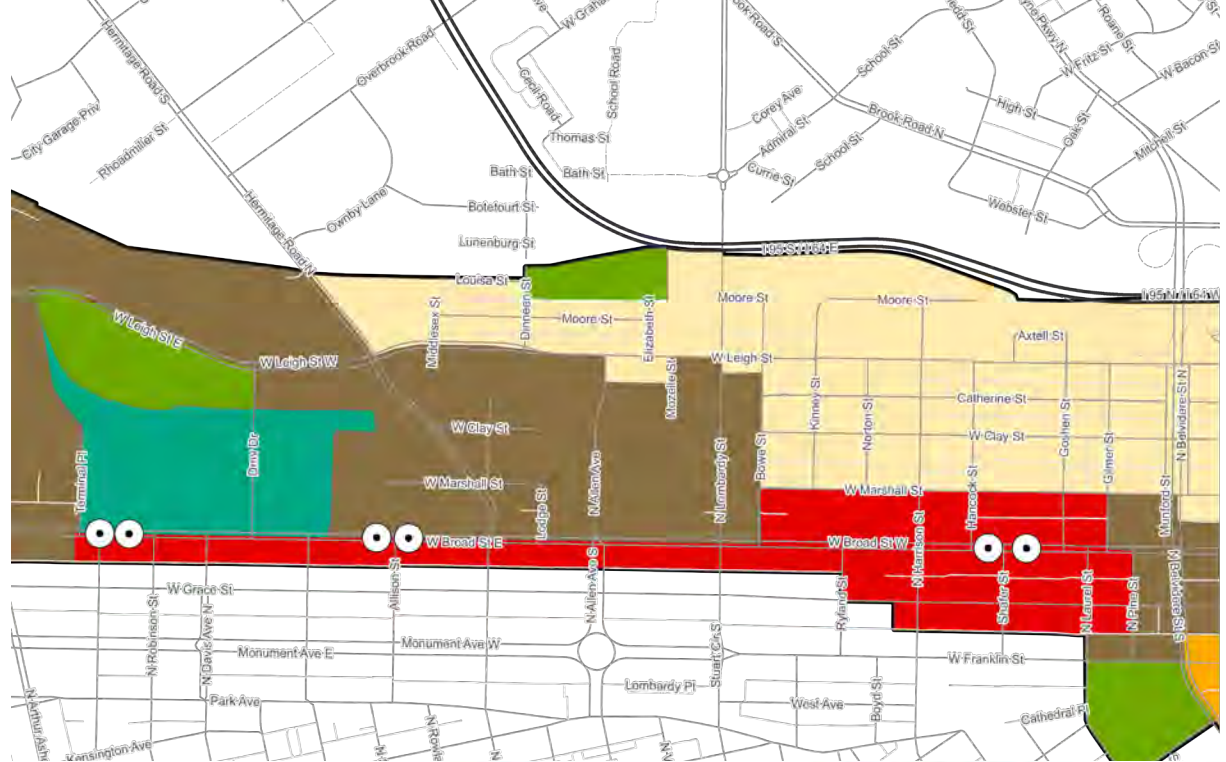 Hermitage Road S
Overbrook Road
W Graha
School Road
Cecil Road
City Garage Priv
Rhoadmiller St
Thomas St
Bath St
Bath St
Ownby Lane
Botetourt St
Lunenburg St
Hermitage Road N
Corey Ave
Admiral St
School St
School St
Currie St
Brook Road N
High St
Oak St
W Fritz St
Roane St
W Bacon St
Mitchell St
Webster St
I 95 S / I 64 E
I 95 N / I 64 W
Louisa St
Dinneen St
Middlesex St
Moore St
Elizabeth St
Moore St
Moore St
Axtell St
W Leigh St E
W Leigh St W
W Leigh St
Mozelle St
Kinney St
Norton St
Catherine St
Goshen St
N Belvidere St N
W Clay St
W Clay St
Terminal Pl
Dmv Dr
N Allen Ave
N Lombardy St
Bowe St
Hancock St
Gilmer St
W Marshall St
W Marshall St
Lodge St
Munford St
W Broad St E
W Broad St W
N Harrison St
W Grace St
N Robinson St
N Davis Ave N
Allison St
N Allen Ave S
Ryland St
Shafer St
N Laurel St
N Pine St
Monument Ave W
Monument Ave E
Stuart Cir S
W Franklin St
Lombardy Pl
Park Ave
West Ave
Boyd St
Cathedral Pl
Kensington Ave